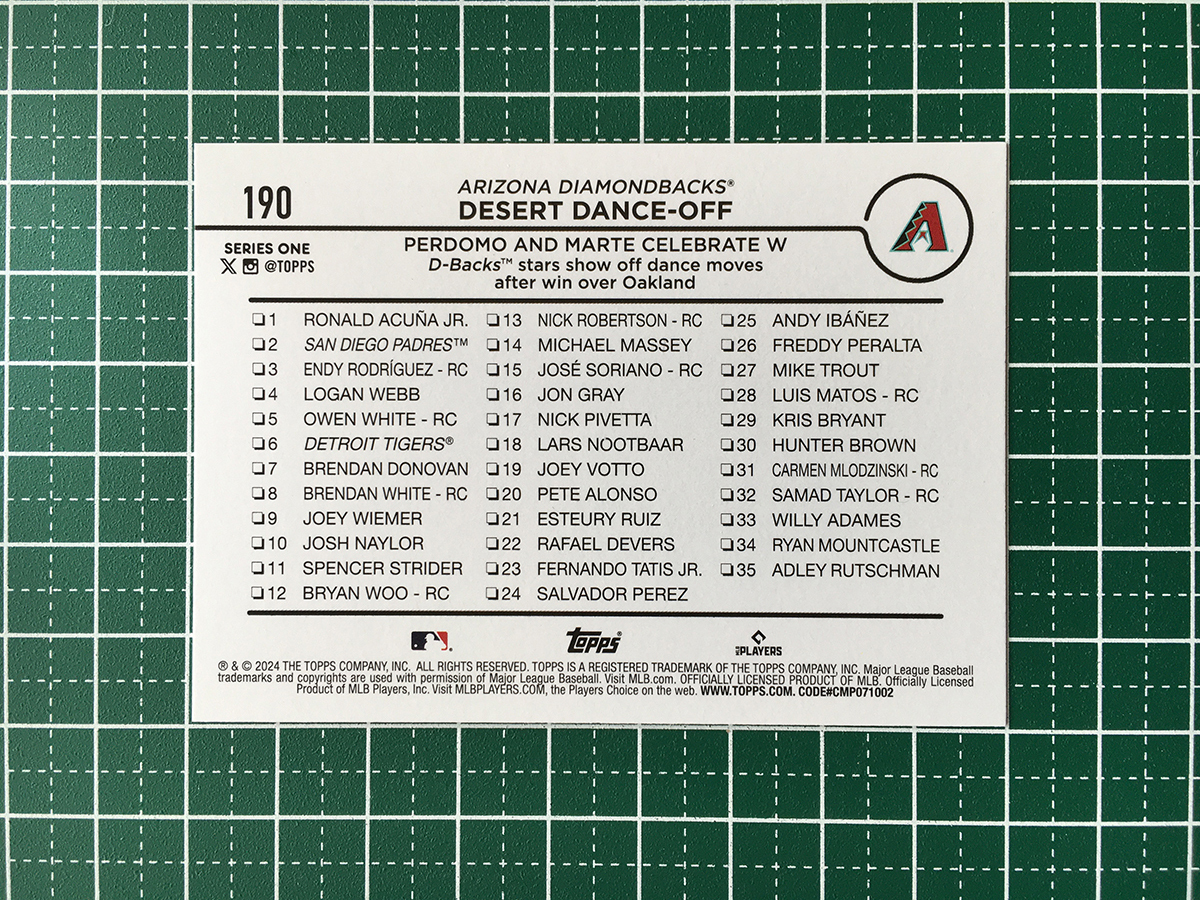 190
ARIZONA DIAMONDBACKS®
DESERT DANCE-OFF
SERIES ONE
@TOPPS
PERDOMO AND MARTE CELEBRATE W
D-Backs™ stars show off dance moves
after win over Oakland
A
❏1 RONALD ACUÑA JR.
❏2 SAN DIEGO PADRES™
❏3 ENDY RODRÍGUEZ - RC
❏4 LOGAN WEBB
❏5 OWEN WHITE - RC
❏6 DETROIT TIGERS®
❏7 BRENDAN DONOVAN
❏8 BRENDAN WHITE - RC
❏9 JOEY WIEMER
❏10 JOSH NAYLOR
❏11 SPENCER STRIDER
❏12 BRYAN WOO - RC
❏13 NICK ROBERTSON - RC
❏14 MICHAEL MASSEY
❏15 JOSÉ SORIANO - RC
❏16 JON GRAY
❏17 NICK PIVETTA
❏18 LARS NOOTBAAR
❏19 JOEY VOTTO
❏20 PETE ALONSO
❏21 ESTEURY RUIZ
❏22 RAFAEL DEVERS
❏23 FERNANDO TATIS JR.
❏24 SALVADOR PEREZ
❏25 ANDY IBÁÑEZ
❏26 FREDDY PERALTA
❏27 MIKE TROUT
❏28 LUIS MATOS - RC
❏29 KRIS BRYANT
❏30 HUNTER BROWN
❏31 CARMEN MLODZINSKI - RC
❏32 SAMAD TAYLOR - RC
❏33 WILLY ADAMES
❏34 RYAN MOUNTCASTLE
❏35 ADLEY RUTSCHMAN
Topps®
MLB PLAYERS
® & © 2024 THE TOPPS COMPANY, INC. ALL RIGHTS RESERVED. TOPPS IS A REGISTERED TRADEMARK OF THE TOPPS COMPANY, INC. Major League Baseball
trademarks and copyrights are used with permission of Major League Baseball. Visit MLB.com. OFFICIALLY LICENSED PRODUCT OF MLB. Officially Licensed
Product of MLB Players, Inc. Visit MLBPLAYERS.COM, the Players Choice on the web. WWW.TOPPS.COM. CODE#CMP071002